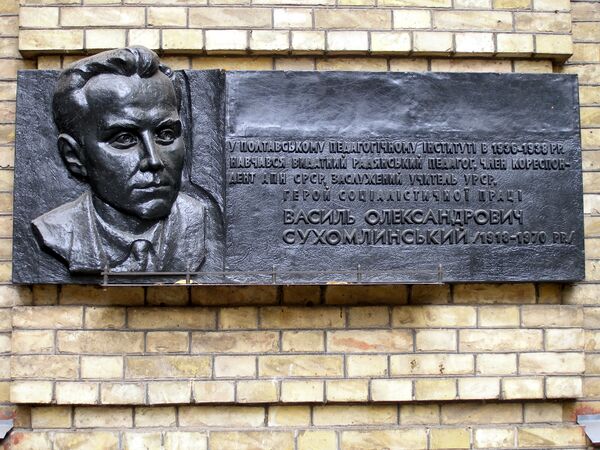 У ПОЛТАВСЬКОМУ ПЕДАГОГІЧНОМУ ІНСТИТУТІ В 1936-1938 РР.
НАВЧАВСЯ ВИДАТНИЙ РАДЯНСЬКИЙ ПЕДАГОГ, ЧЛЕН КОРЕСПОН-
ДЕНТ АПН СРСР, ЗАСЛУЖЕНИЙ УЧИТЕЛЬ УРСР,
ГЕРОЙ СОЦІАЛІСТИЧНОЇ ПРАЦІ
ВАСИЛЬ ОЛЕКСАНДРОВИЧ
СУХОМЛИНСЬКИЙ /1918-1970 РР./